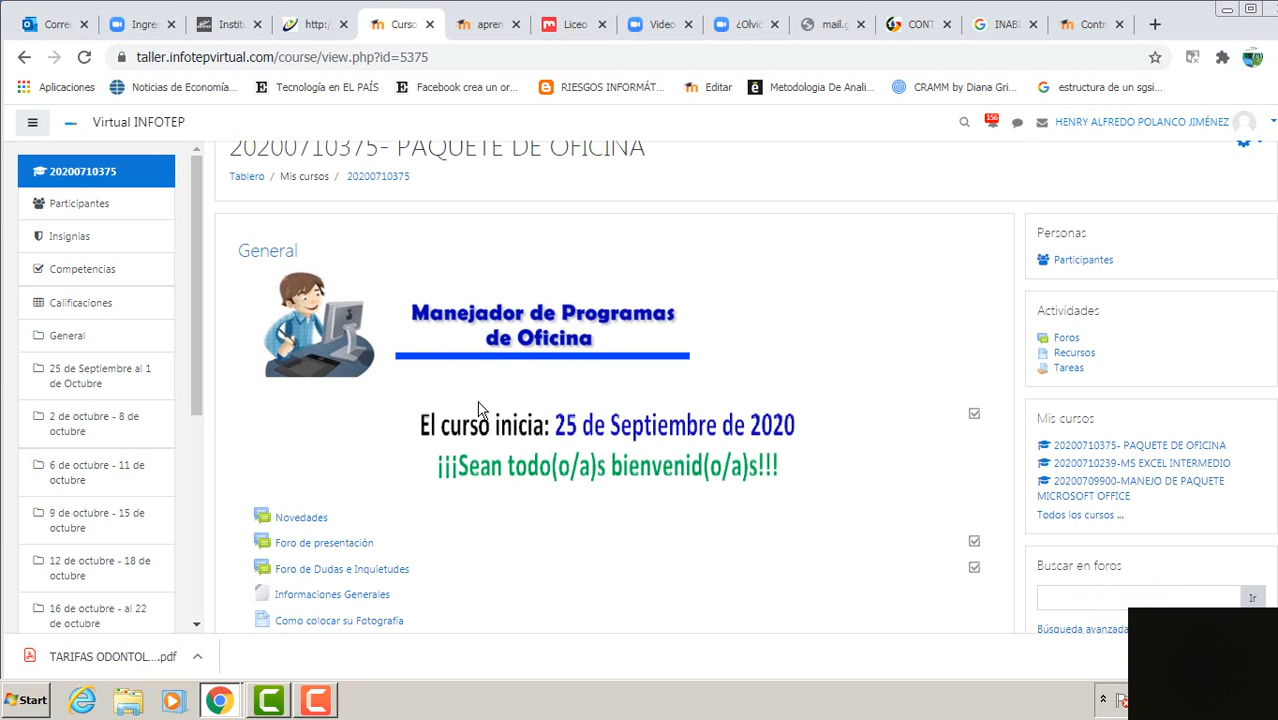 Corre
Ingres
Institu
http:/
Curso
apren
Liceo
Video
¿Olvic
mail.g
CONT
INABI
Contr
taller.infotepvirtual.com/course/view.php?id=5375
Aplicaciones
Noticias de Economía...
Tecnología en EL PAÍS
Facebook crea un or...
RIESGOS INFORMÁT...
Editar
Metodologia De Anali...
CRAMM by Diana Gri...
estructura de un sgsi...
Virtual INFOTEP
156
HENRY ALFREDO POLANCO JIMÉNEZ
20200710375- PAQUETE DE OFICINA
Tablero / Mis cursos / 20200710375
20200710375
Participantes
Insignias
Competencias
Calificaciones
General
25 de Septiembre al 1
de Octubre
2 de octubre - 8 de
octubre
6 de octubre - 11 de
octubre
9 de octubre - 15 de
octubre
12 de octubre - 18 de
octubre
16 de octubre - al 22
de octubre
General
Manejador de Programas
de Oficina
El curso inicia: 25 de Septiembre de 2020
¡¡¡Sean todo(o/a)s bienvenid(o/a)s!!!
Novedades
Foro de presentación
Foro de Dudas e Inquietudes
Informaciones Generales
Como colocar su Fotografía
Personas
Participantes
Actividades
Foros
Recursos
Tareas
Mis cursos
20200710375- PAQUETE DE OFICINA
20200710239-MS EXCEL INTERMEDIO
20200709900-MANEJO DE PAQUETE
MICROSOFT OFFICE
Todos los cursos ...
Buscar en foros
Ir
Búsqueda avanzada
TARIFAS ODONTOL....pdf
Start